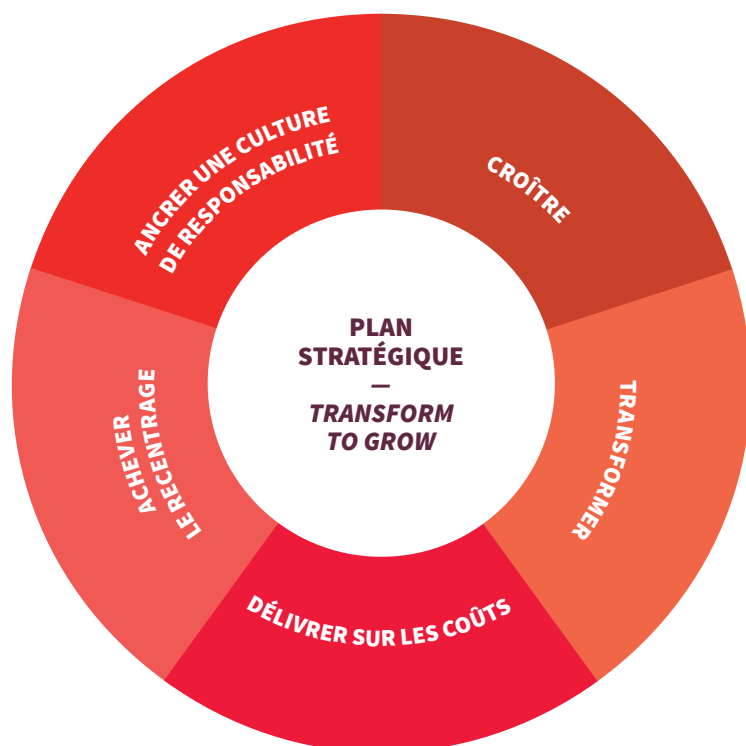 PLAN
STRATÉGIQUE
—
TRANSFORM
TO GROW
CROÎTRE
TRANSFORMER
DÉLIVRER SUR LES COÛTS
ACHEVER
LE RECENTRAGE
ANCRER UNE CULTURE
DE RESPONSABILITÉ